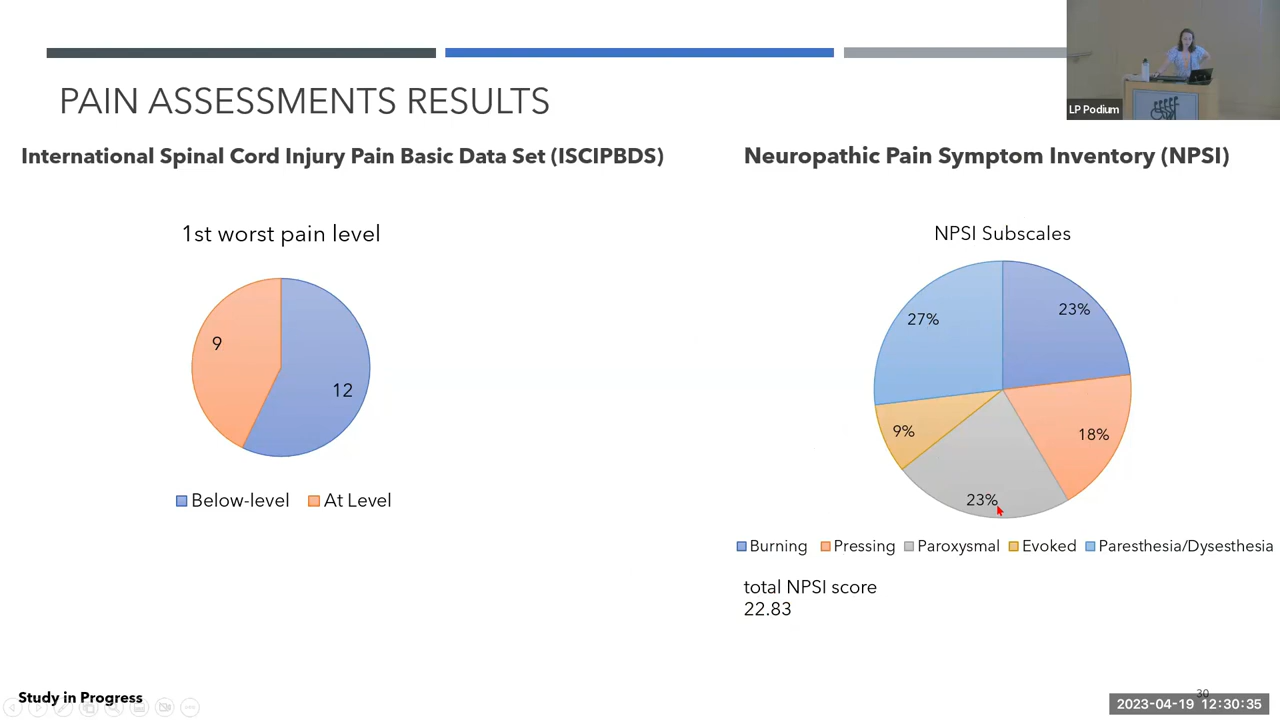 LP Podium
PAIN ASSESSMENTS RESULTS
International Spinal Cord Injury Pain Basic Data Set (ISCIPBDS)
1st worst pain level
9
12
Below-level
At Level
Neuropathic Pain Symptom Inventory (NPSI)
NPSI Subscales
27%
23%
9%
18%
23%
Burning
Pressing
Paroxysmal
Evoked
Paresthesia/Dysesthesia
total NPSI score
22.83
Study in Progress
30
2023-04-19 12:30:35